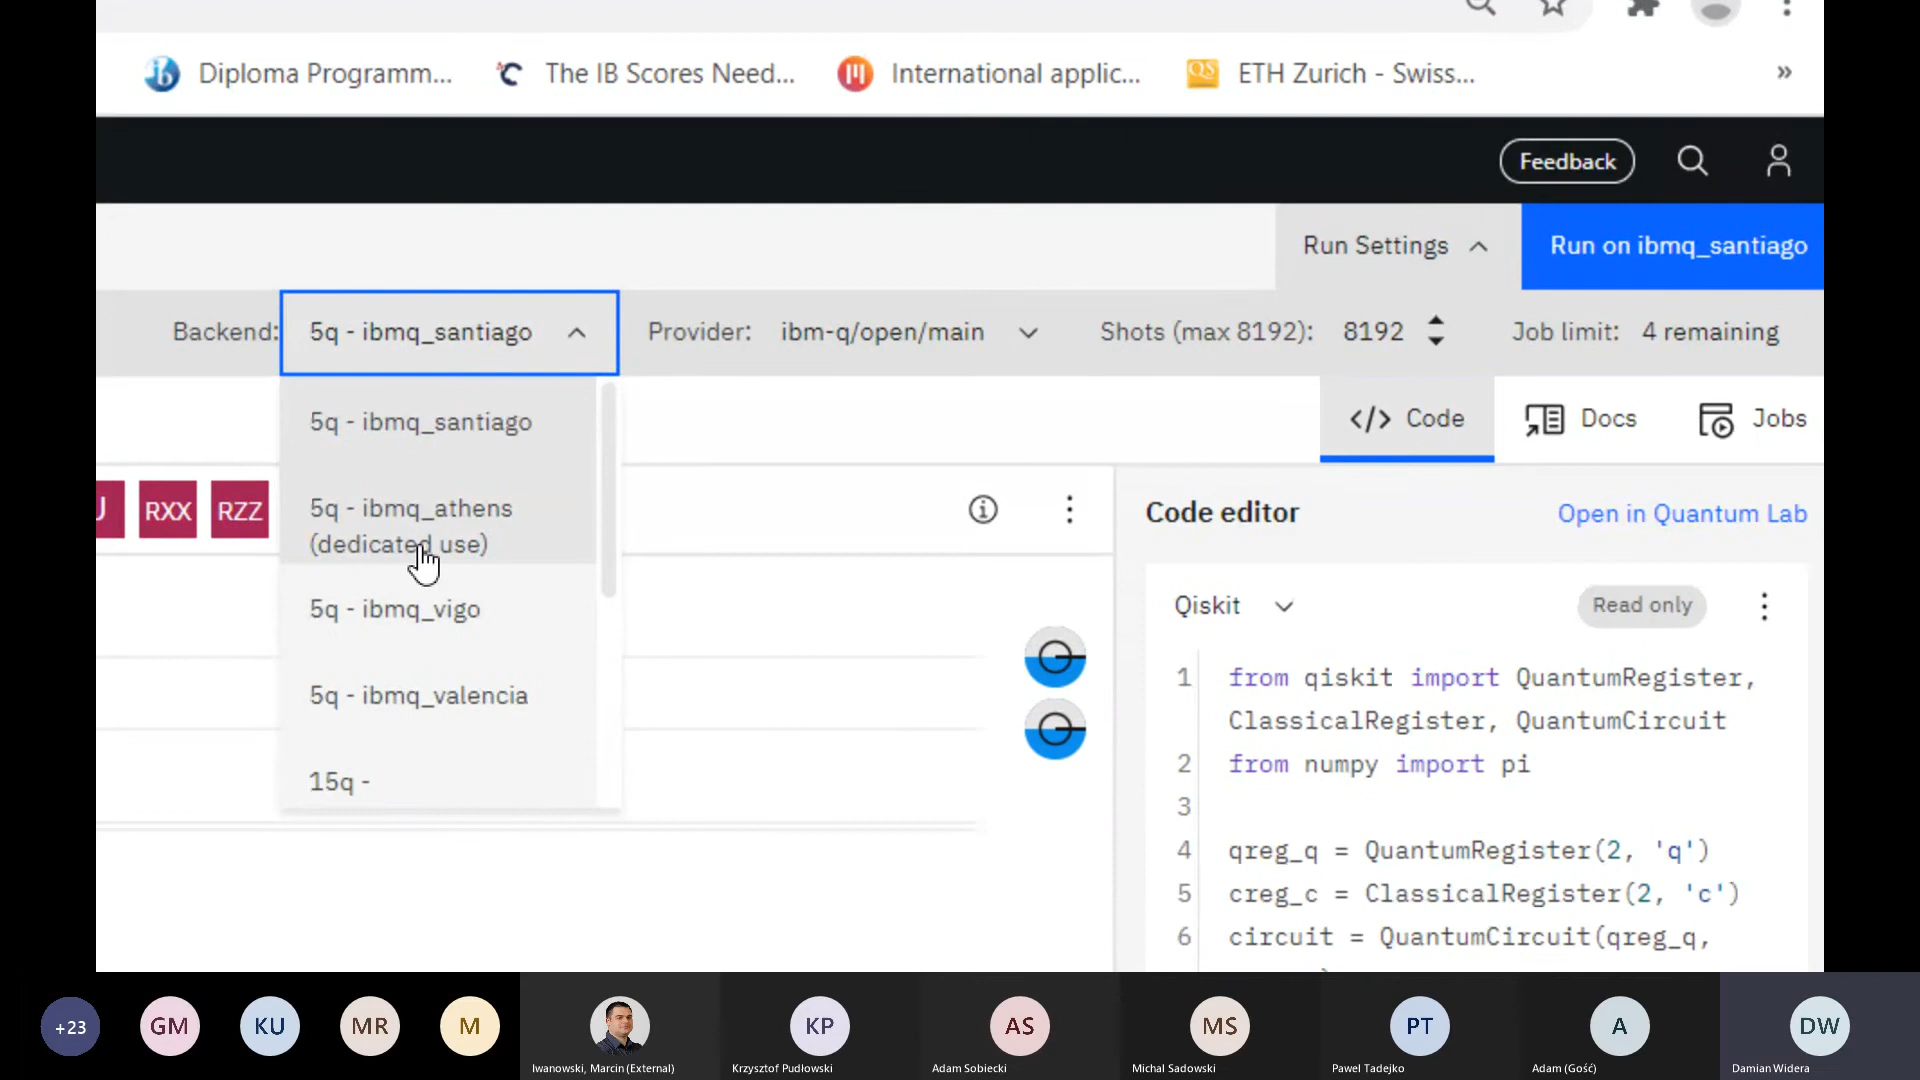 Diploma Programm...
The IB Scores Need...
International applic...
QS
ETH Zurich - Swiss...
»
Feedback
Run Settings
Run on ibmq_santiago
Backend:
5q - ibmq_santiago
Provider:
ibm-q/open/main
Shots (max 8192):
8192
Job limit:
4 remaining
5q - ibmq_santiago
5q - ibmq_athens
(dedicated use)
5q - ibmq_vigo
5q - ibmq_valencia
15q -
</> Code
Docs
Jobs
RXX
RZZ
Code editor
Open in Quantum Lab
Qiskit
Read only
1 from qiskit import QuantumRegister,
ClassicalRegister, QuantumCircuit
2 from numpy import pi
3
4 qreg_q = QuantumRegister(2, 'q')
5 creg_c = ClassicalRegister(2, 'c')
6 circuit = QuantumCircuit(qreg_q,
+23
GM
KU
MR
M
Iwanowski, Marcin (External)
KP
Krzysztof Pudłowski
AS
Adam Sobiecki
MS
Michal Sadowski
PT
Pawel Tadejko
A
Adam (Gość)
DW
Damian Widera